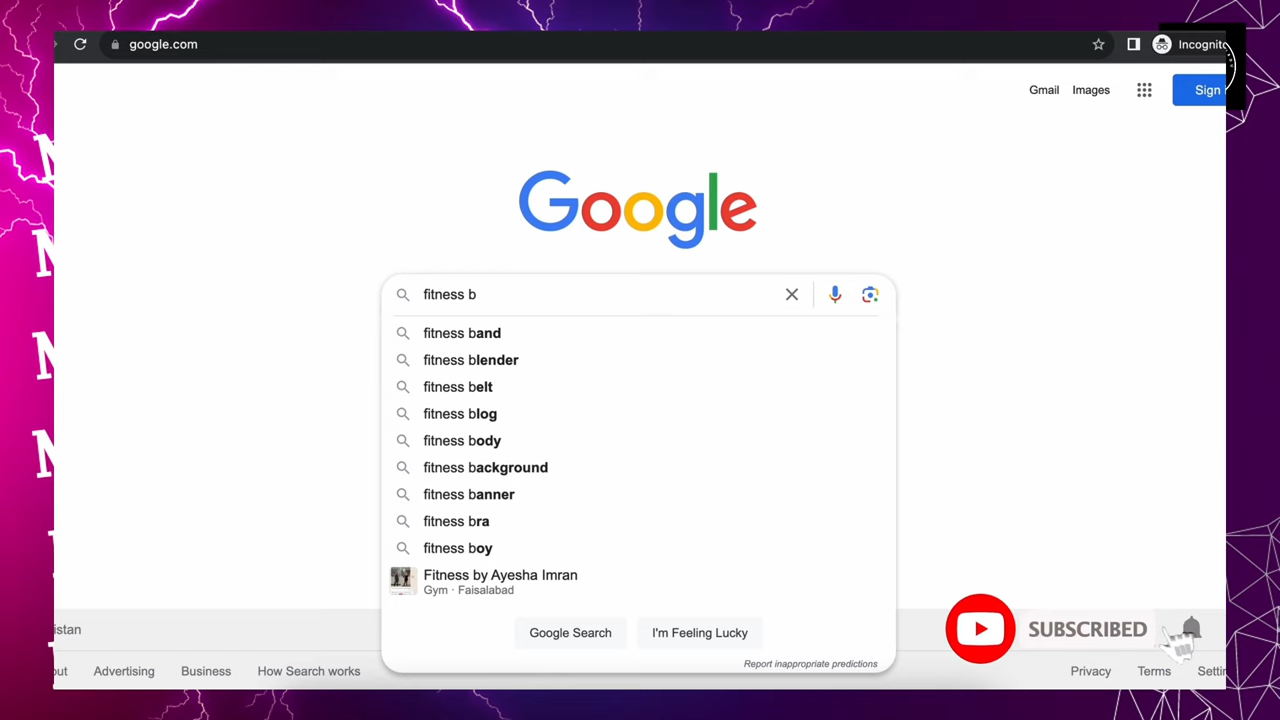 google.com
Incognito
Gmail
Images
Sign
Google
fitness b
fitness band
fitness blender
fitness belt
fitness blog
fitness body
fitness background
fitness banner
fitness bra
fitness boy
Fitness by Ayesha Imran
Gym · Faisalabad
Google Search
I'm Feeling Lucky
Report inappropriate predictions
istan
SUBSCRIBED
out
Advertising
Business
How Search works
Privacy
Terms
Settin